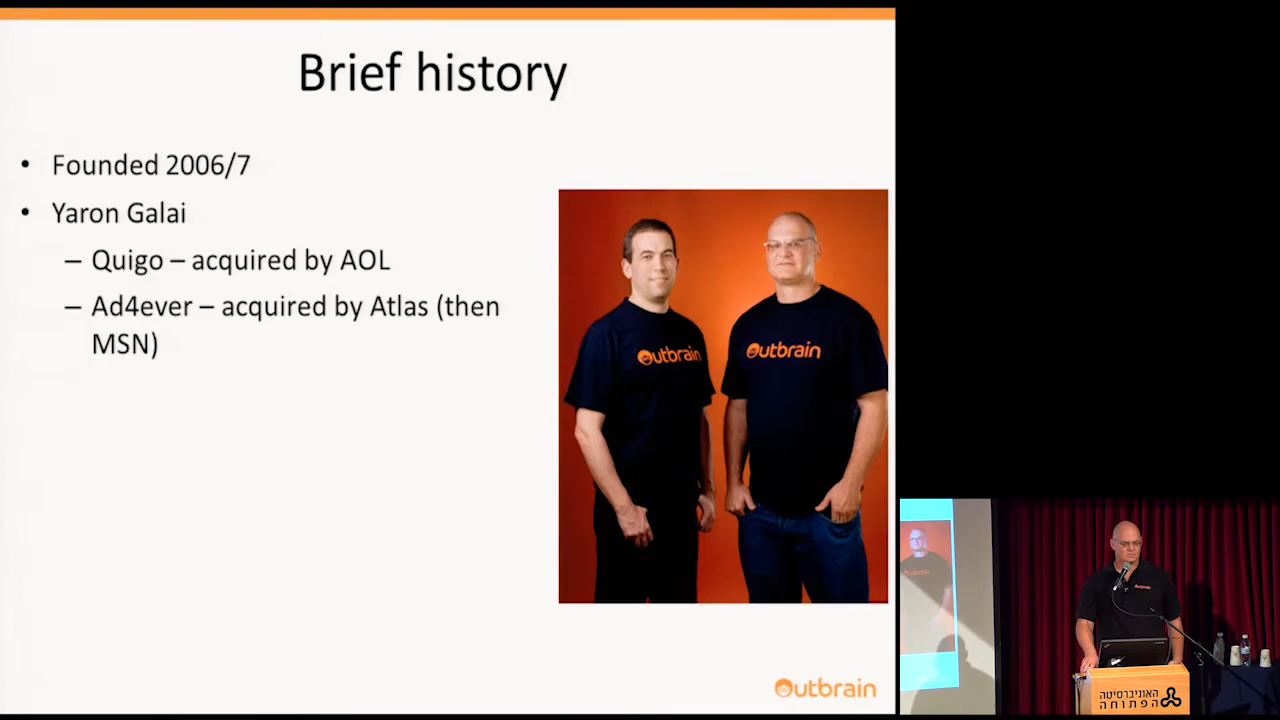 Brief history
• Founded 2006/7
• Yaron Galai
– Quigo – acquired by AOL
– Ad4ever – acquired by Atlas (then
MSN)
Outbrain
Outbrain
Outbrain
Outbrain
האוניברסיטה
הפתוחה